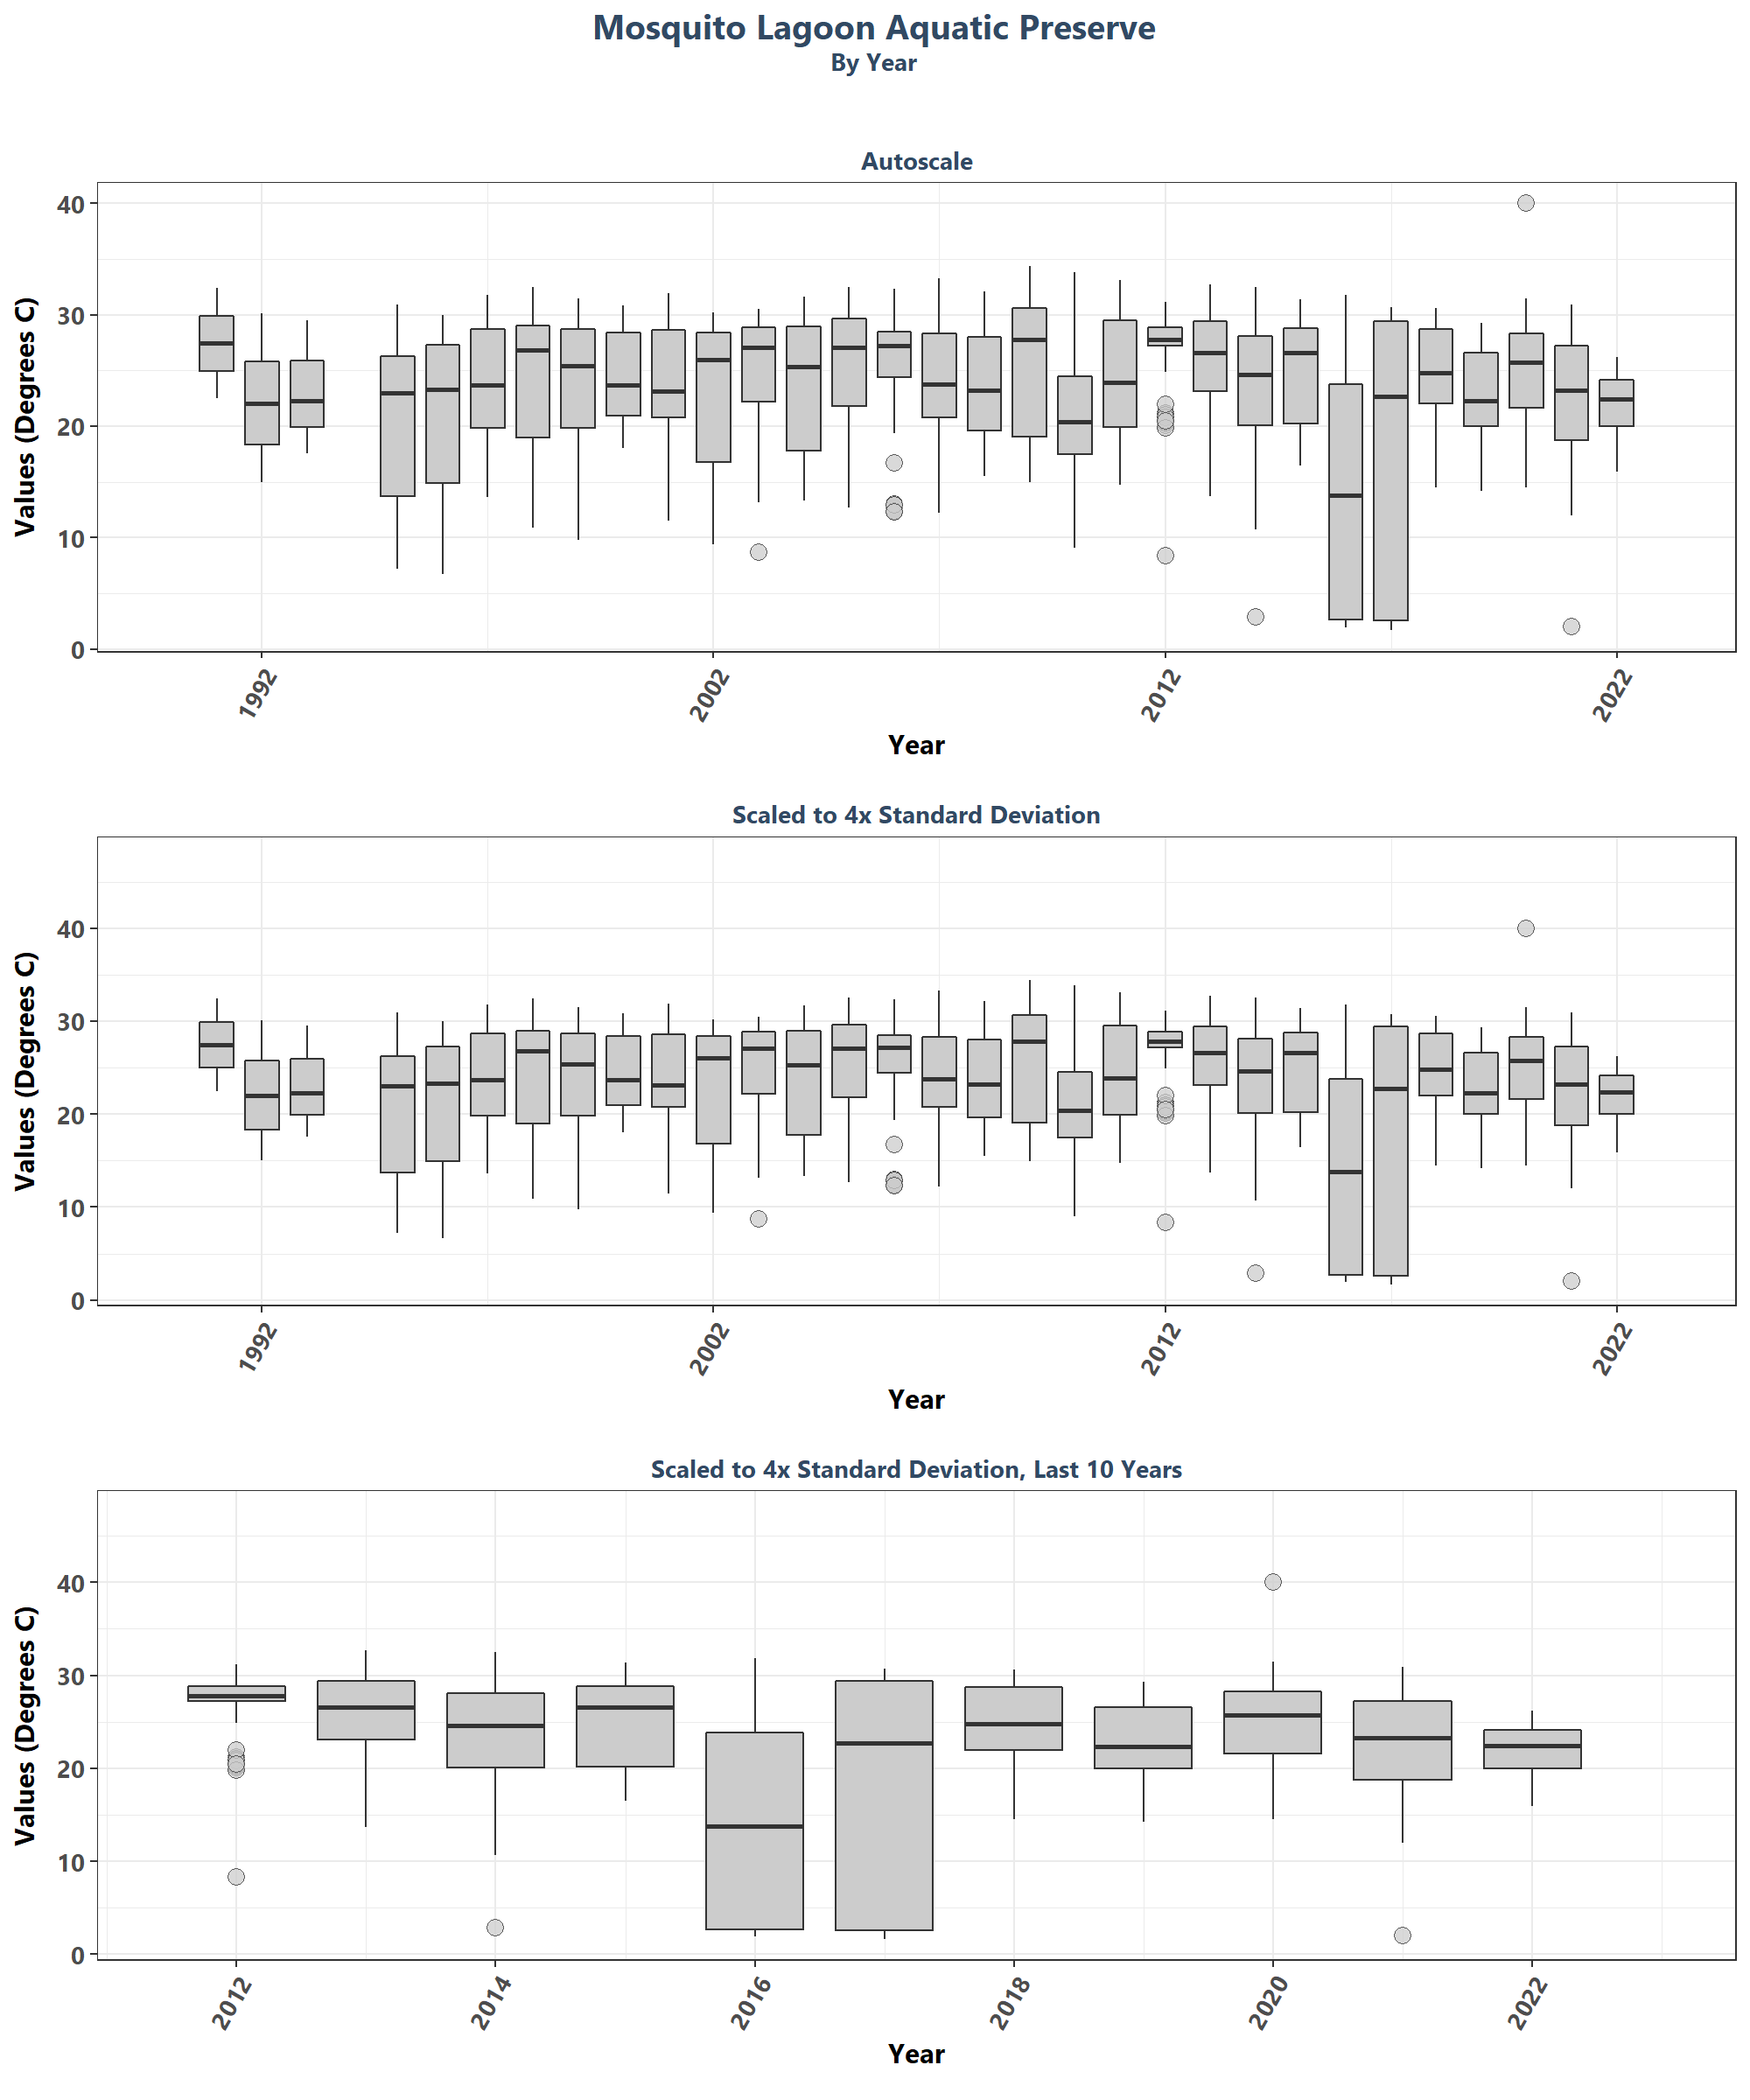 Mosquito Lagoon Aquatic Preserve
By Year
Autoscale
Values (Degrees C)
40
30
20
10
0
1992 2002 2012 2022
Year
Scaled to 4x Standard Deviation
Values (Degrees C)
40
30
20
10
0
1992 2002 2012 2022
Year
Scaled to 4x Standard Deviation, Last 10 Years
Values (Degrees C)
40
30
20
10
0
2012 2014 2016 2018 2020 2022
Year